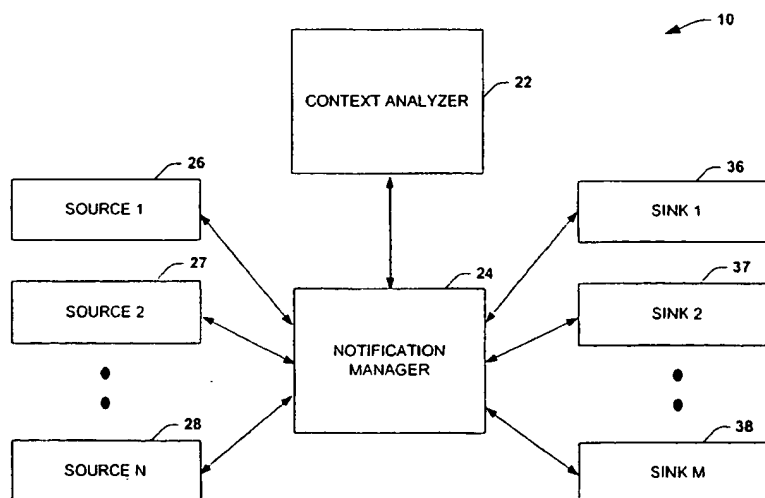 10
CONTEXT ANALYZER
22
26
SOURCE 1
36
SINK 1
27
SOURCE 2
24
NOTIFICATION
MANAGER
37
SINK 2
28
SOURCE N
38
SINK M